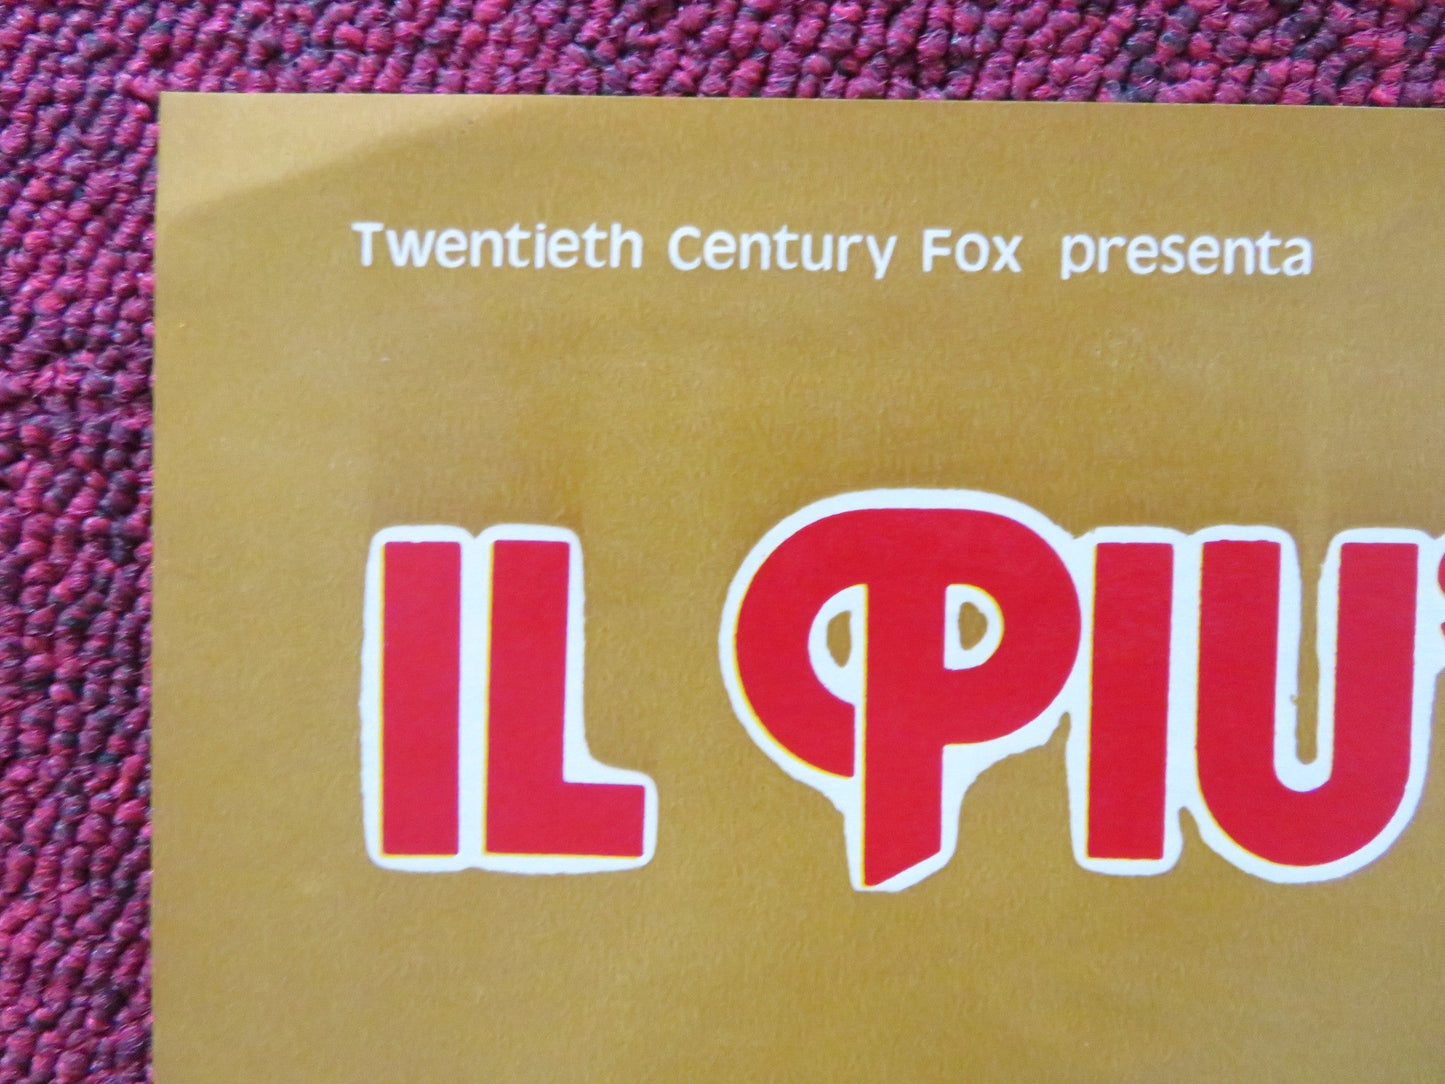 Twentieth Century Fox presenta
IL PIU'